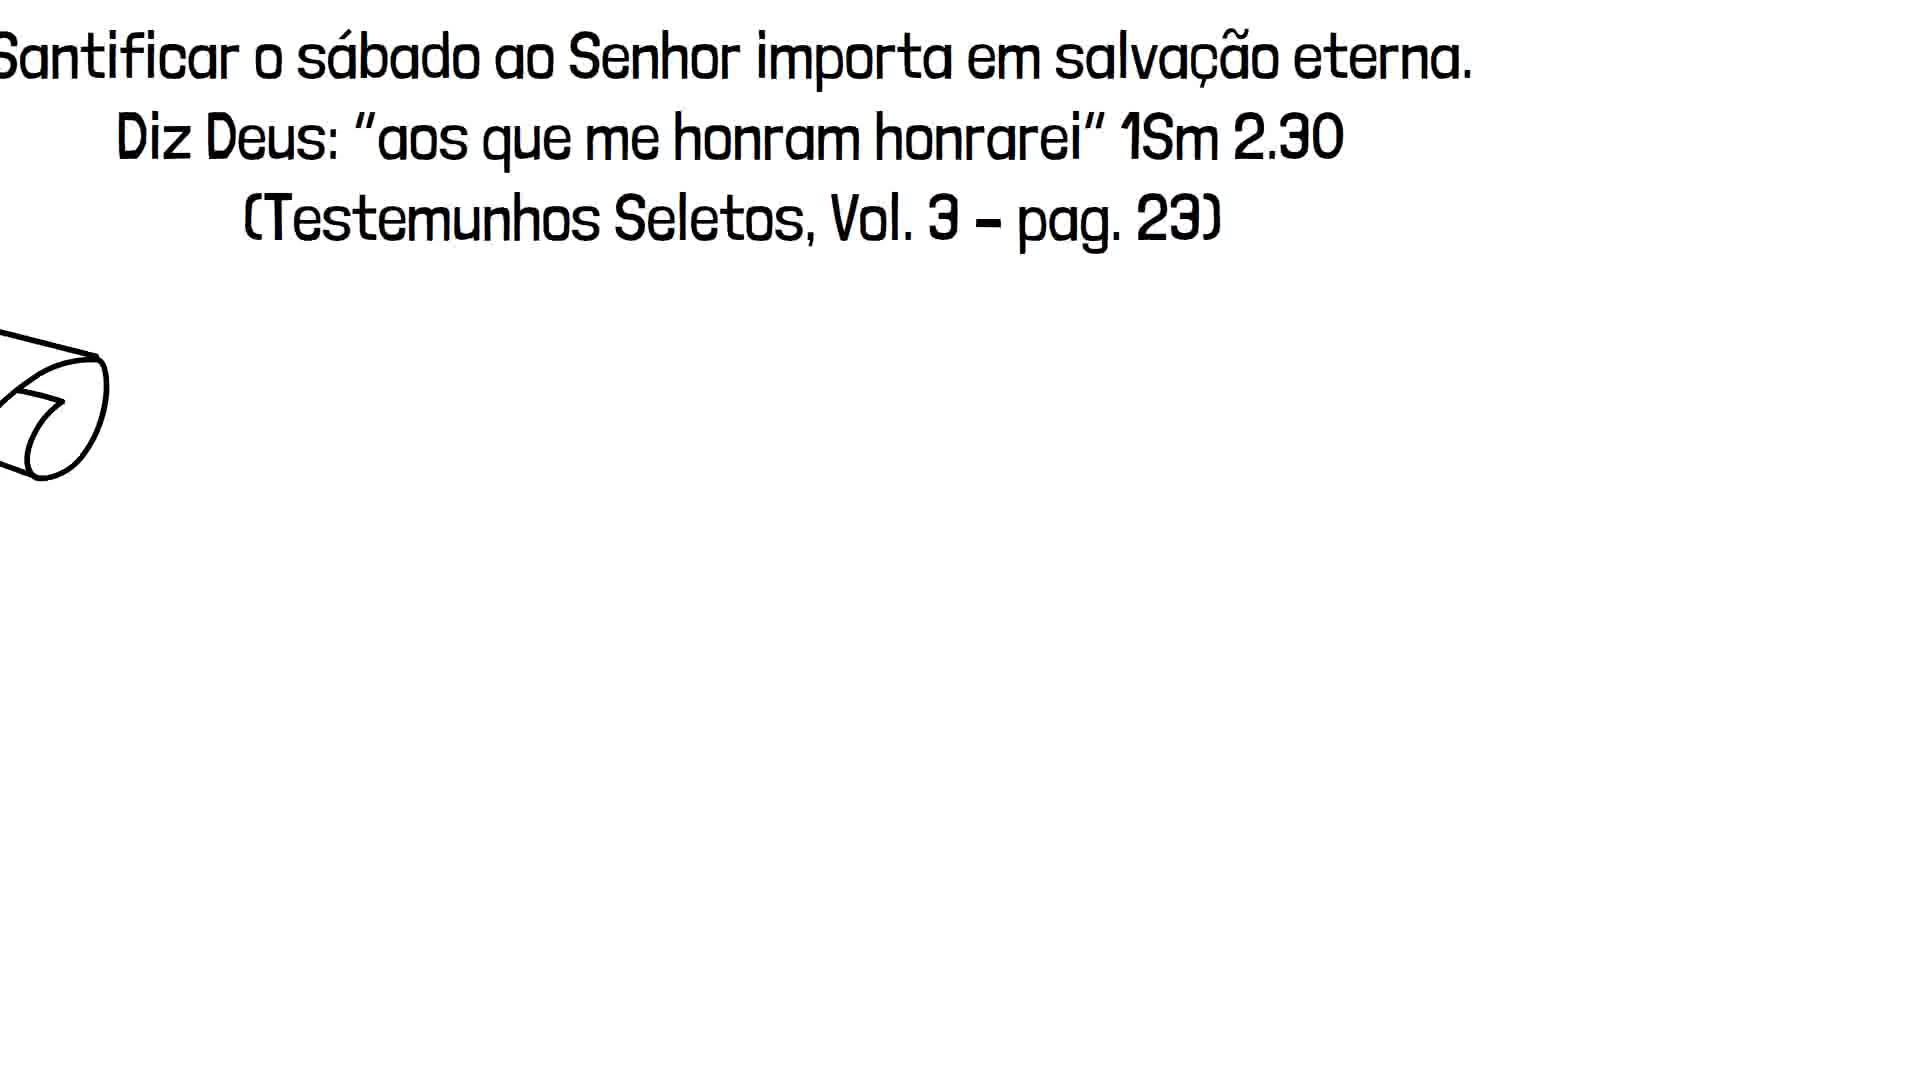 Santificar o sábado ao Senhor importa em salvação eterna.
Diz Deus: "aos que me honram honrarei" 1Sm 2.30
(Testemunhos Seletos, Vol. 3 - pag. 23)